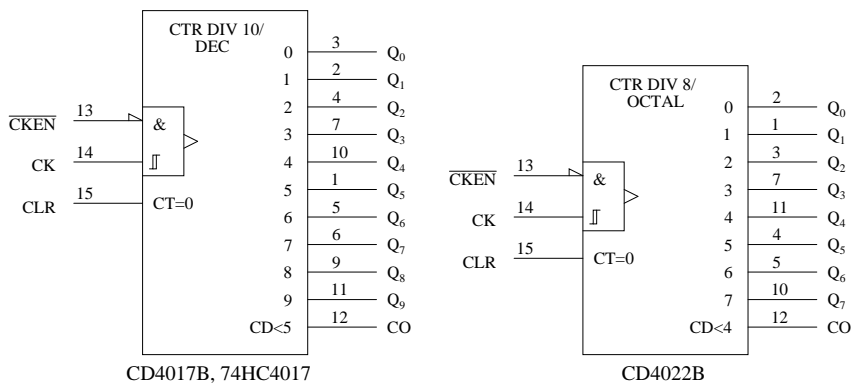 CTR DIV 10/
DEC
0 3 Q0
1 2 Q1
CKEN 13 & 2 4 Q2
3 7 Q3
CK 14 4 10 Q4
5 1 Q5
CLR 15 CT=0 6 5 Q6
7 6 Q7
8 9 Q8
9 11 Q9
CD<5 12 CO
CD4017B, 74HC4017
CTR DIV 8/
OCTAL
0 2 Q0
1 1 Q1
2 3 Q2
CKEN 13 & 3 7 Q3
CK 14 4 11 Q4
5 4 Q5
CLR 15 CT=0 6 5 Q6
7 10 Q7
CD<4 12 CO
CD4022B